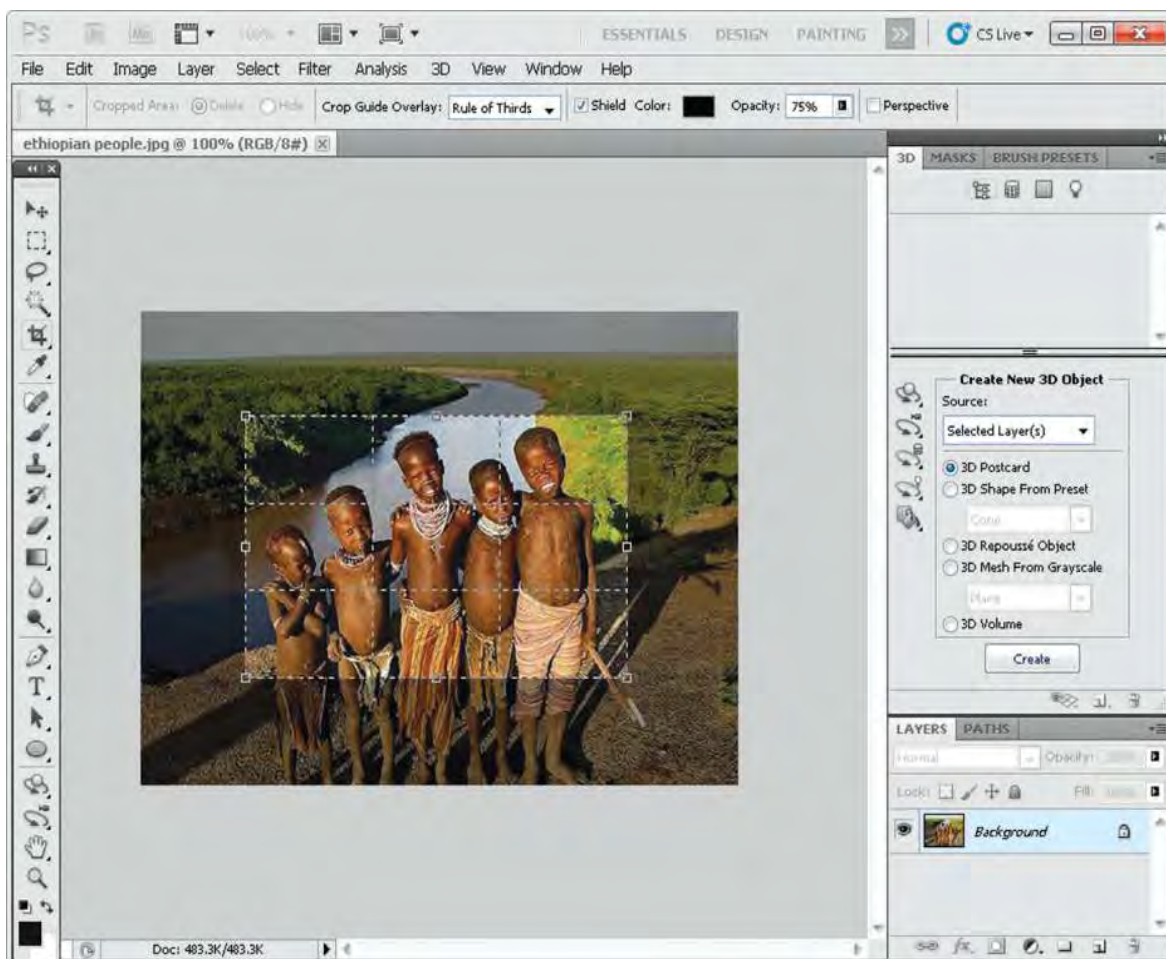 Ps Br Mb 100% ESSENTIALS DESIGN PAINTING >> CS Live
File Edit Image Layer Select Filter Analysis 3D View Window Help
Cropped Area: Delete Hide Crop Guide Overlay: Rule of Thirds Shield Color: Opacity: 75% Perspective
ethiopian people.jpg @ 100% (RGB/8#)
3D MASKS BRUSH PRESETS
Create New 3D Object
Source:
Selected Layer(s)
3D Postcard
3D Shape From Preset
Cone
3D Repoussé Object
3D Mesh From Grayscale
Plane
3D Volume
Create
LAYERS PATHS
Normal Opacity:
Lock: Fill:
Background
Doc: 483.3K/483.3K